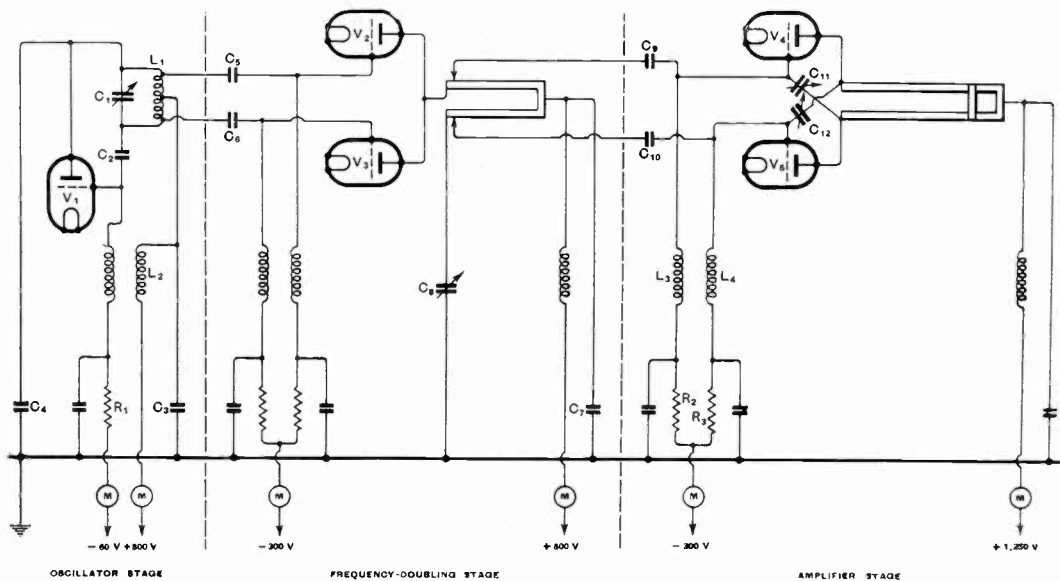 V2
V4
L1
C5
C9
C11
C1
C6
C12
C2
V3
C10
V5
V1
L2
C8
L3
L4
C4
R1
C3
C7
R2
R3
M
M
M
M
M
M
− 60 V +800 V
− 300 V
+ 800 V
− 300 V
+ 1,250 V
OSCILLATOR STAGE
FREQUENCY-DOUBLING STAGE
AMPLIFIER STAGE